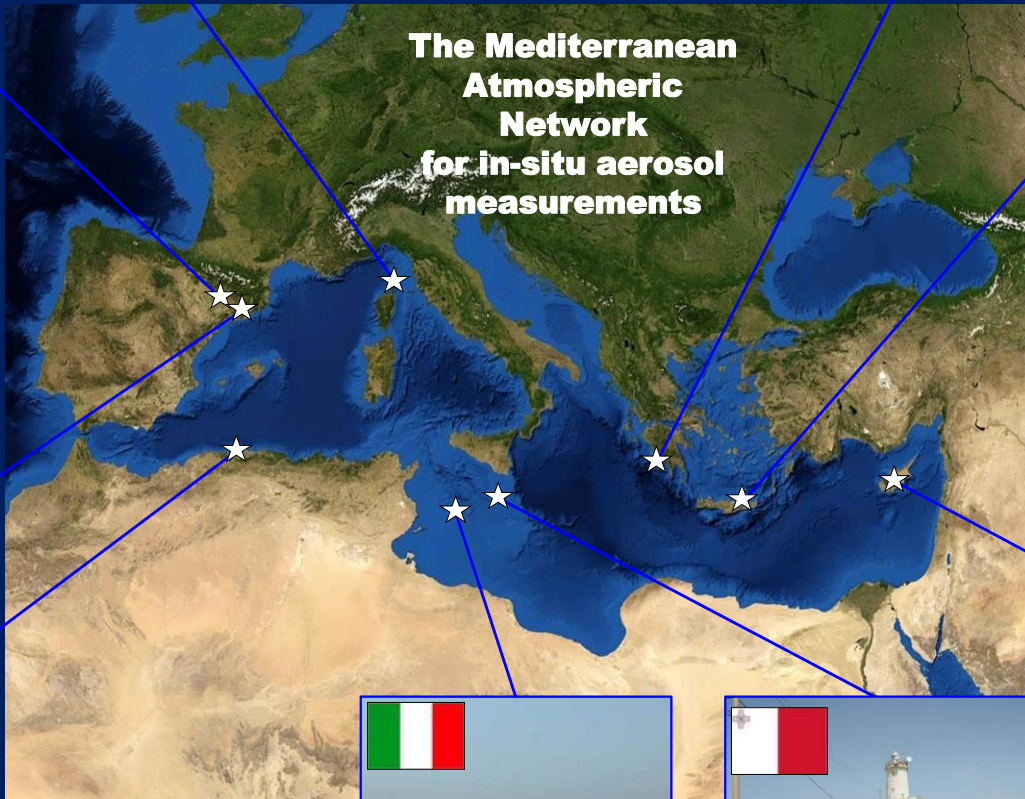 The Mediterranean
Atmospheric
Network
for in-situ aerosol
measurements